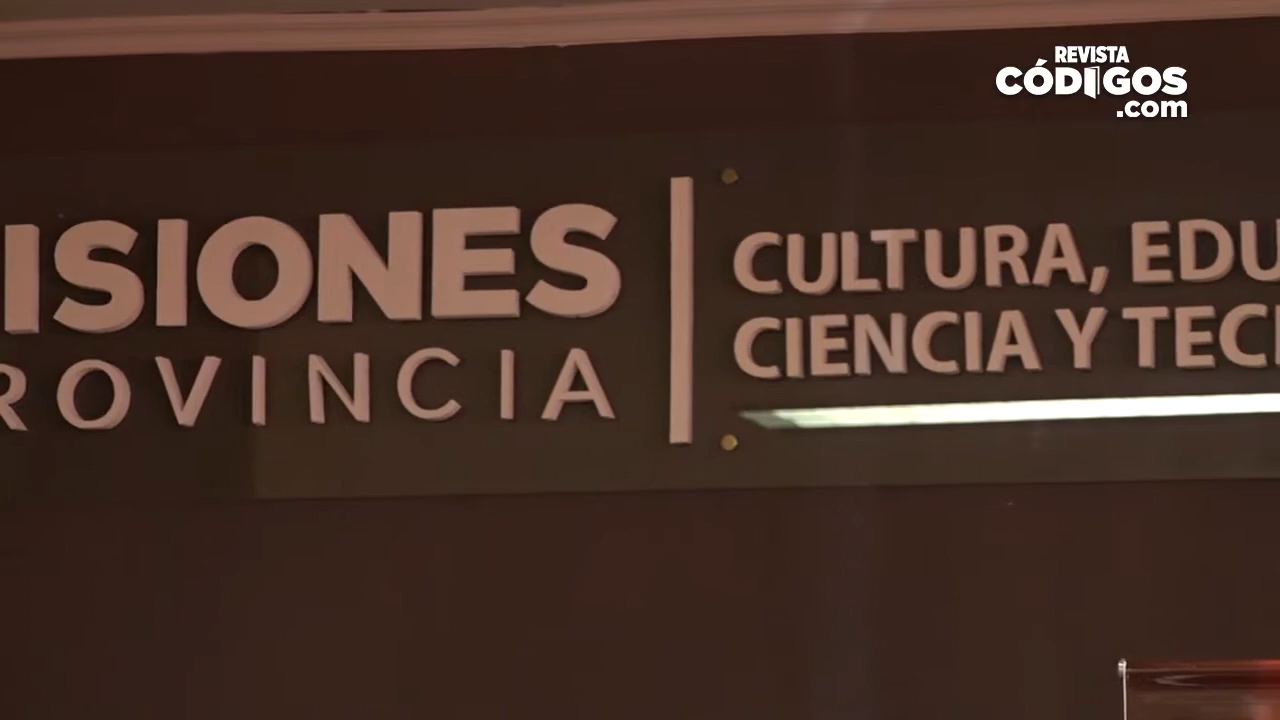 REVISTA
CÓDIGOS
.com
ISIONES
ROVINCIA
CULTURA, EDU
CIENCIA Y TEC